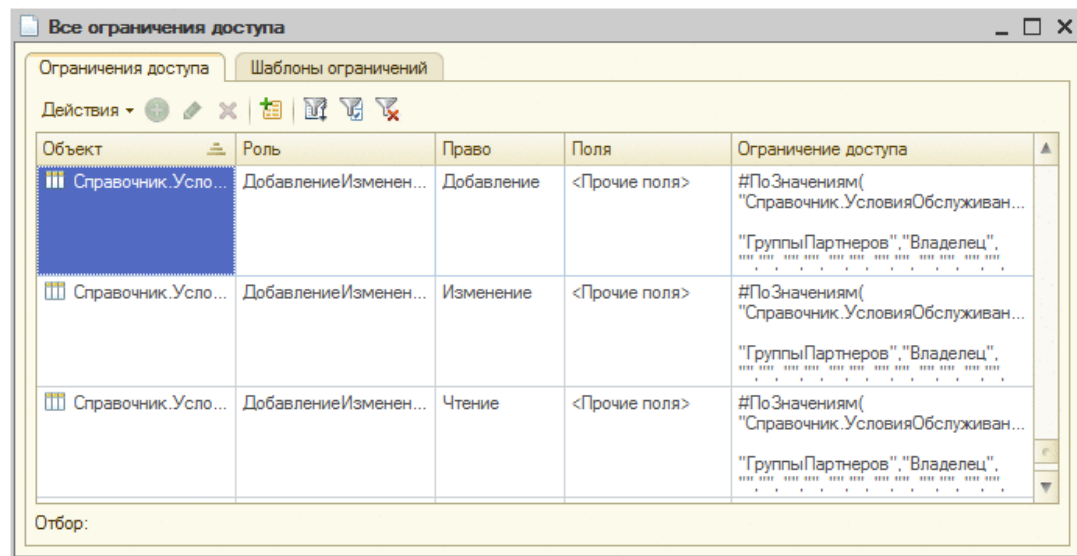 Все ограничения доступа
Ограничения доступа Шаблоны ограничений
Действия
Объект Роль Право Поля Ограничение доступа
Справочник.Усло... ДобавлениеИзменен... Добавление <Прочие поля> #ПоЗначениям(
"Справочник.УсловияОбслуживан...
"ГруппыПартнеров","Владелец",
"","", "","", "","", "","", "","",
Справочник.Усло... ДобавлениеИзменен... Изменение <Прочие поля> #ПоЗначениям(
"Справочник.УсловияОбслуживан...
"ГруппыПартнеров","Владелец",
"","", "","", "","", "","", "","",
Справочник.Усло... ДобавлениеИзменен... Чтение <Прочие поля> #ПоЗначениям(
"Справочник.УсловияОбслуживан...
"ГруппыПартнеров","Владелец",
"","", "","", "","", "","", "","",
Отбор: